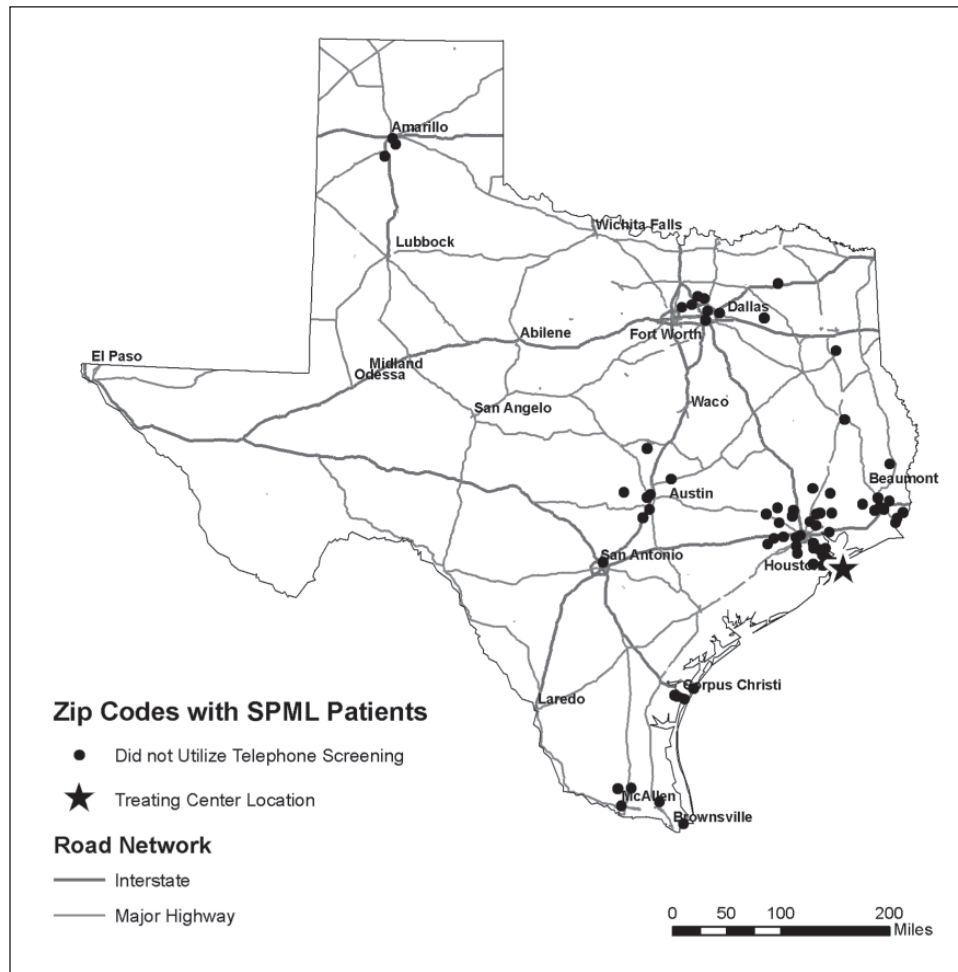 Amarillo
Wichita Falls
Lubbock
Dallas
Abilene
Fort Worth
El Paso
Midland
Odessa
San Angelo
Waco
Beaumont
Austin
San Antonio
Houston
Corpus Christi
Laredo
McAllen
Brownsville
Zip Codes with SPML Patients
Did not Utilize Telephone Screening
Treating Center Location
Road Network
Interstate
Major Highway
0 50 100 200
Miles